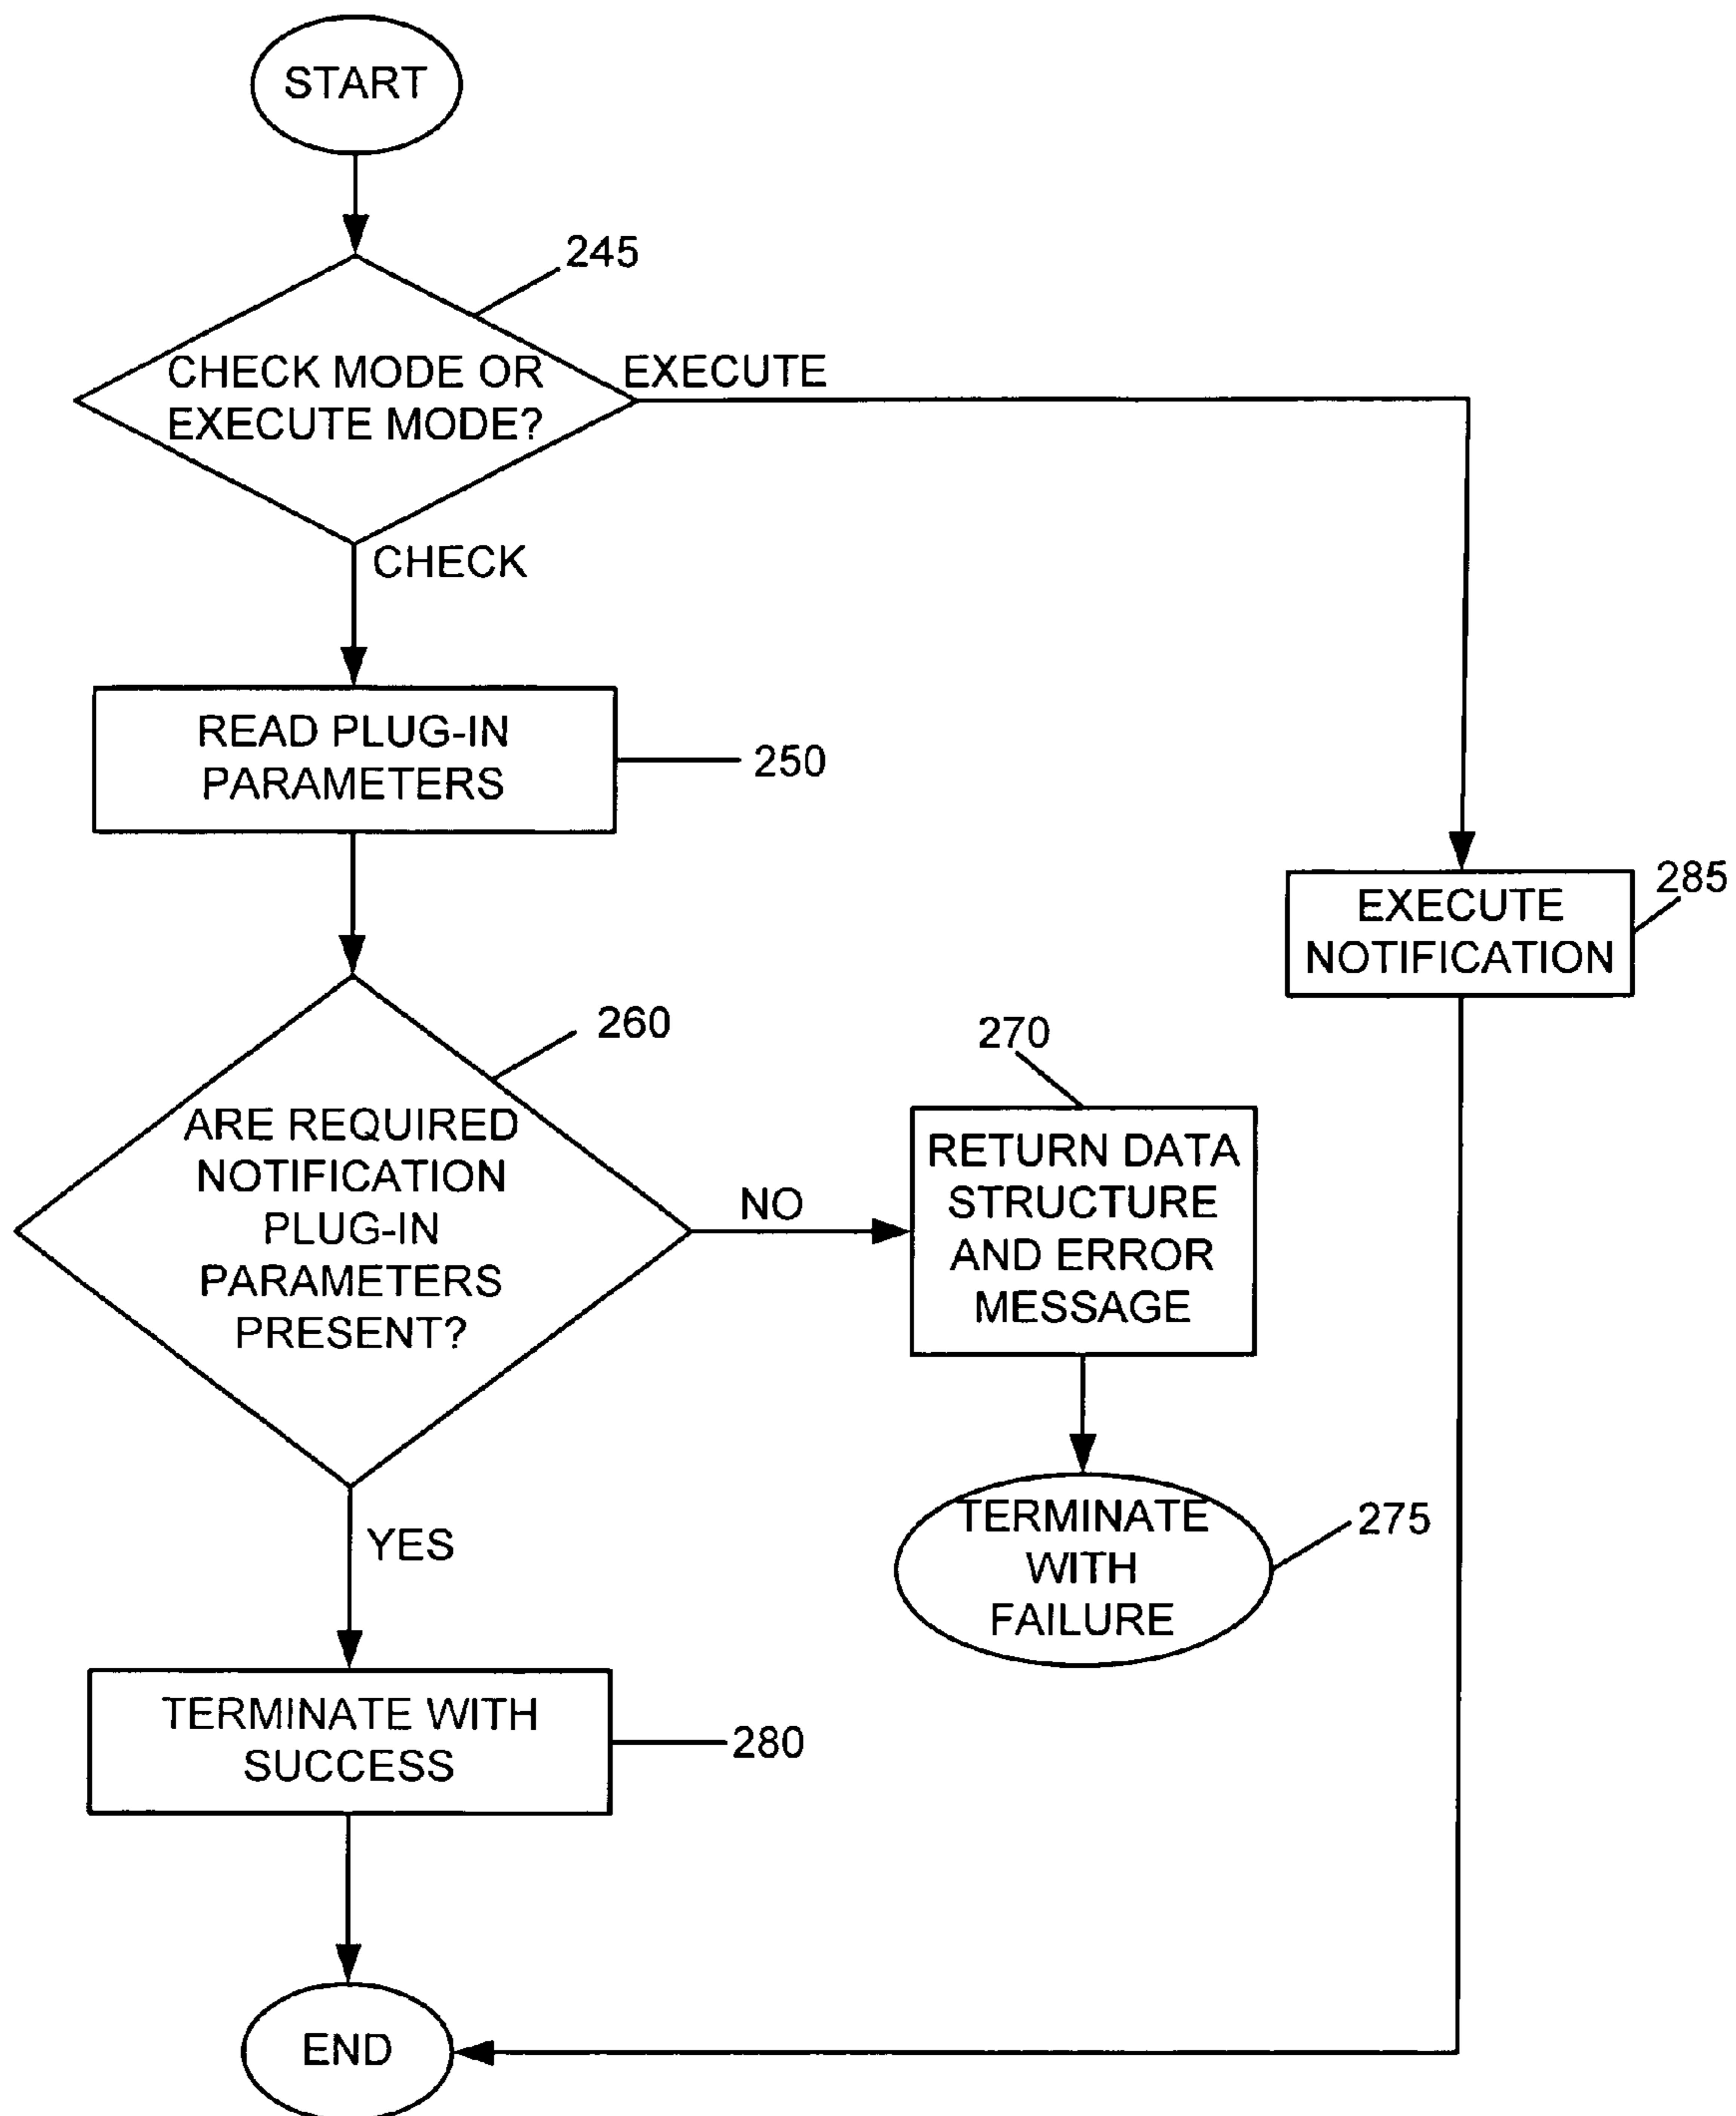 START
245
CHECK MODE OR
EXECUTE MODE?
EXECUTE
CHECK
READ PLUG-IN
PARAMETERS
250
285
EXECUTE
NOTIFICATION
260
270
ARE REQUIRED
NOTIFICATION
PLUG-IN
PARAMETERS
PRESENT?
NO
RETURN DATA
STRUCTURE
AND ERROR
MESSAGE
YES
TERMINATE
WITH
FAILURE
275
TERMINATE WITH
SUCCESS
280
END